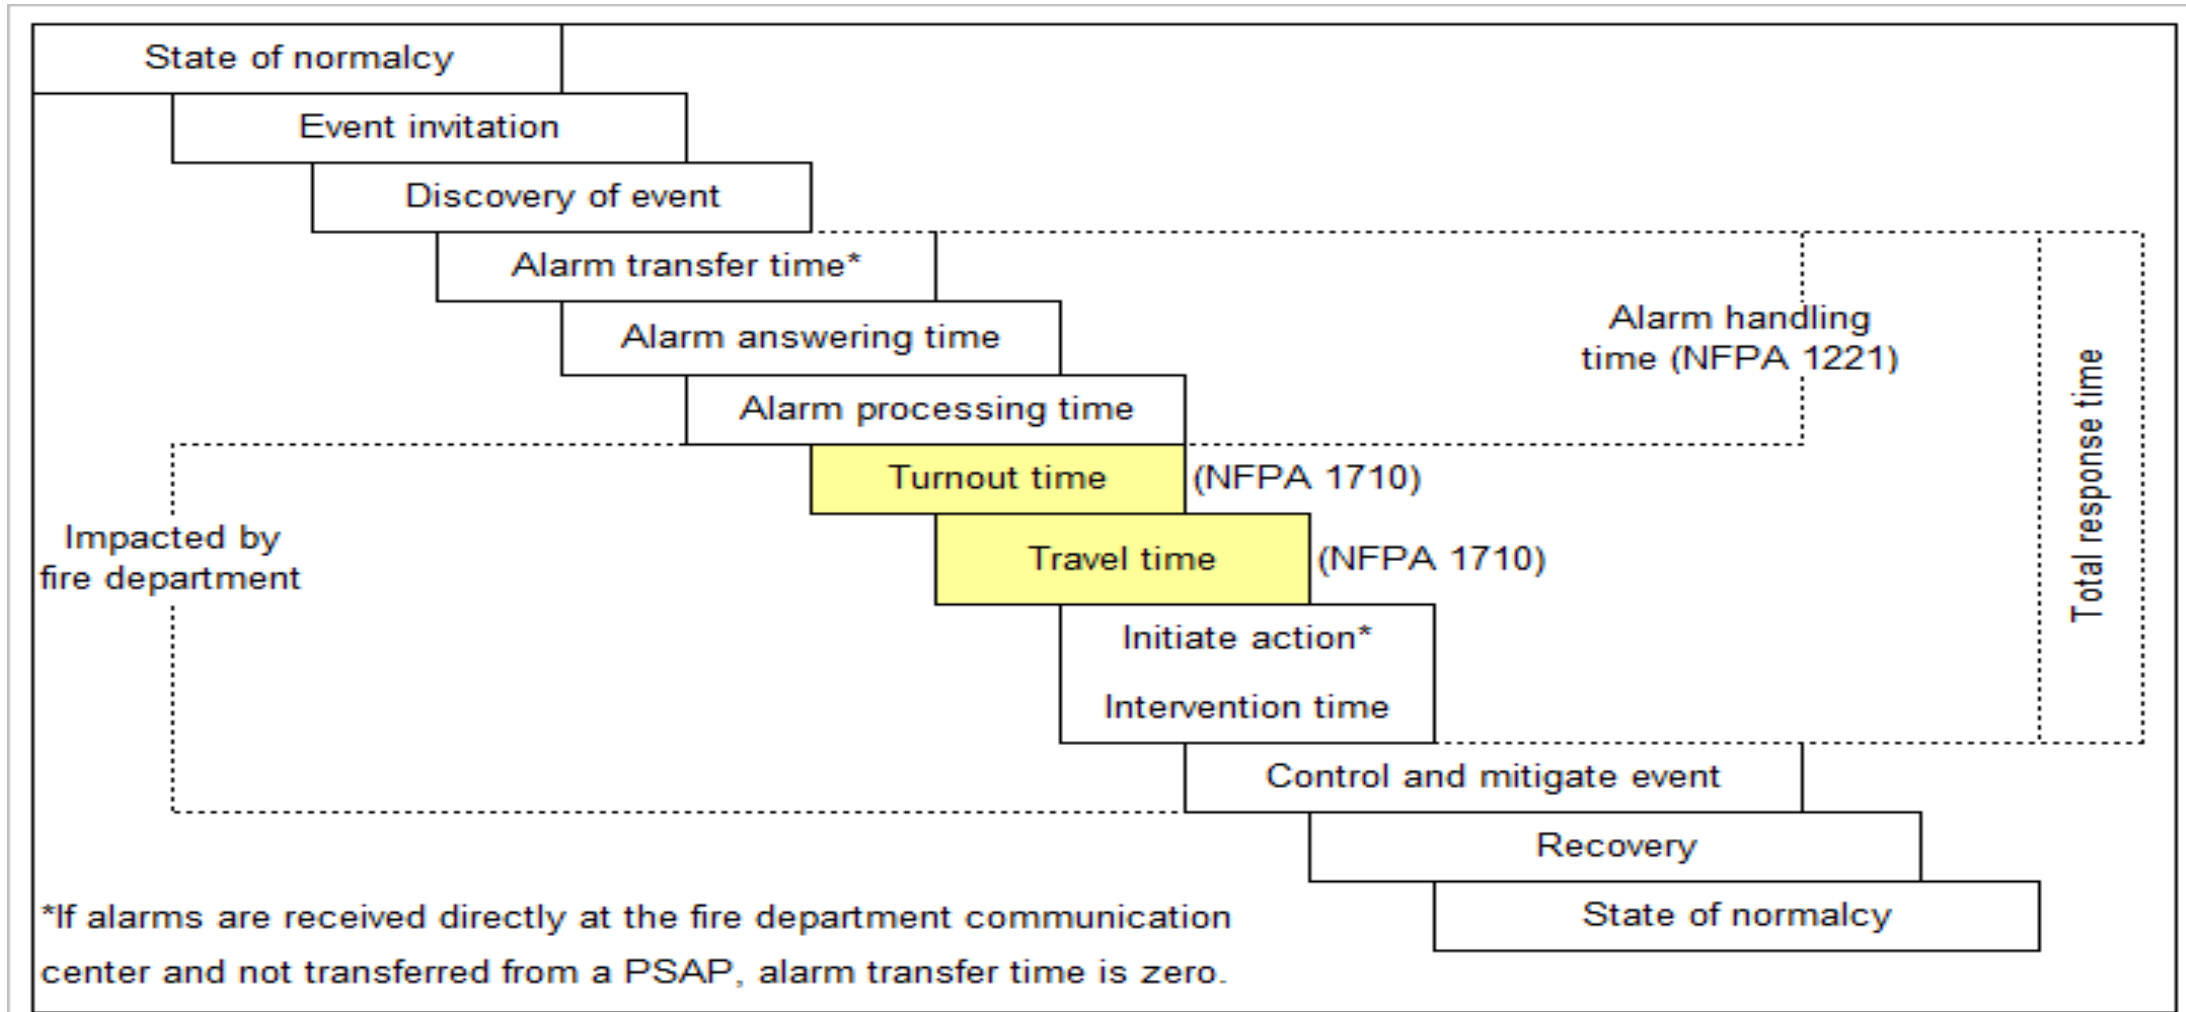 State of normalcy
Event invitation
Discovery of event
Alarm transfer time*
Alarm answering time
Alarm handling
time (NFPA 1221)
Alarm processing time
Turnout time (NFPA 1710)
Impacted by
fire department
Travel time (NFPA 1710)
Total response time
Initiate action*
Intervention time
Control and mitigate event
Recovery
State of normalcy
*If alarms are received directly at the fire department communication
center and not transferred from a PSAP, alarm transfer time is zero.